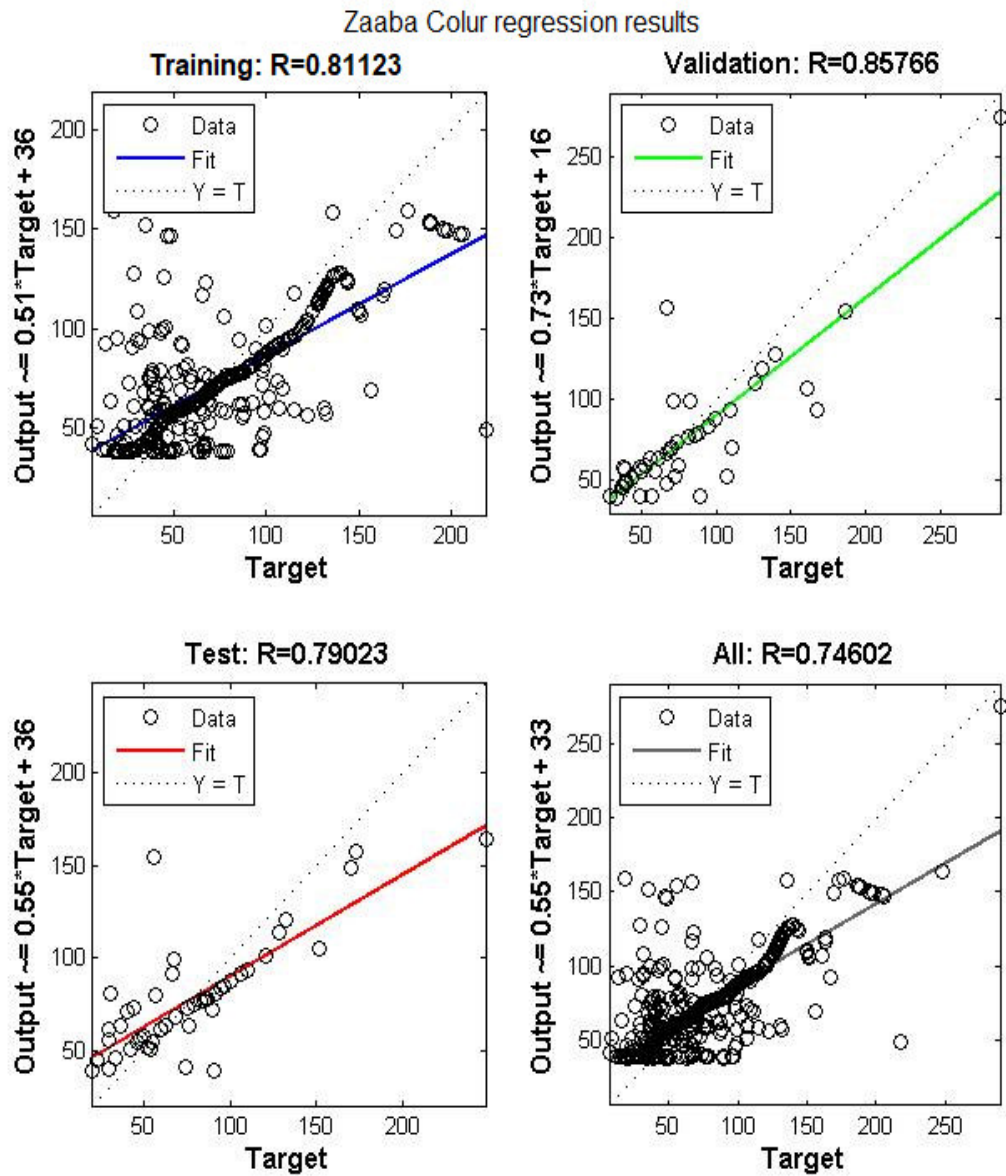 Zaaba Colur regression results
Training: R=0.81123
Output ~= 0.51*Target + 36
200
150
100
50
Data
Fit
Y = T
50 100 150 200
Target
Validation: R=0.85766
Output ~= 0.73*Target + 16
250
200
150
100
50
Data
Fit
Y = T
50 100 150 200 250
Target
Test: R=0.79023
Output ~= 0.55*Target + 36
200
150
100
50
Data
Fit
Y = T
50 100 150 200
Target
All: R=0.74602
Output ~= 0.55*Target + 33
250
200
150
100
50
Data
Fit
Y = T
50 100 150 200 250
Target